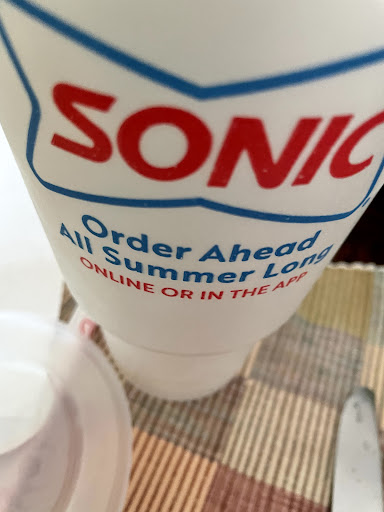 SONIC
Order Ahead
All Summer Long
ONLINE OR IN THE APP